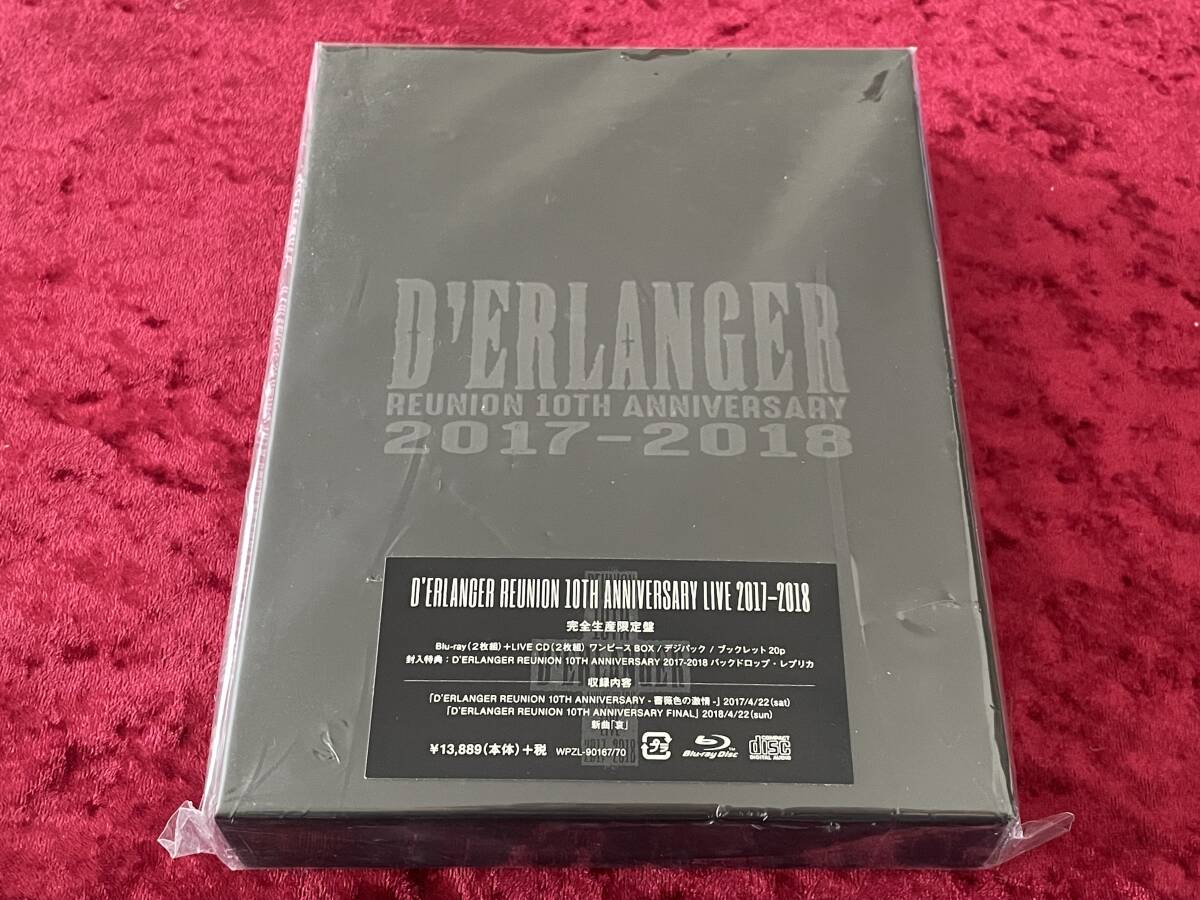 D'ERLANGER
REUNION 10TH ANNIVERSARY
2017-2018
D'ERLANGER REUNION 10TH ANNIVERSARY LIVE 2017-2018
完全生産限定盤
Blu-ray(2枚組)+LIVE CD(2枚組) ワンピースBOX / デジパック / ブックレット20p
封入特典:D'ERLANGER REUNION 10TH ANNIVERSARY 2017-2018 バックドロップ・レプリカ
収録内容
「D'ERLANGER REUNION 10TH ANNIVERSARY - 薔薇色の激情 -」 2017/4/22(sat)
「D'ERLANGER REUNION 10TH ANNIVERSARY FINAL」 2018/4/22(sun)
新曲「哀」
¥13,889(本体)+税 WPZL-90167/70 プラ Blu-ray Disc COMPACT disc DIGITAL AUDIO